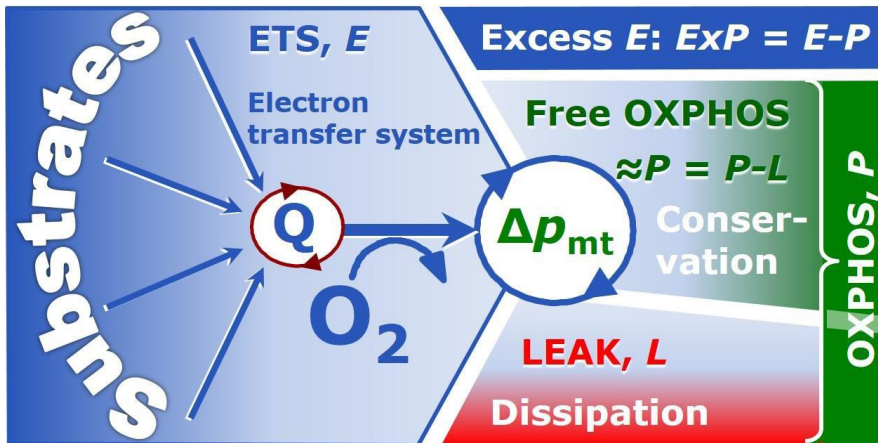 Substrates
ETS, E
Electron
transfer system
Q
O2
Δpmt
Excess E: ExP = E-P
Free OXPHOS
≈P = P-L
Conser-
vation
LEAK, L
Dissipation
OXPHOS, P